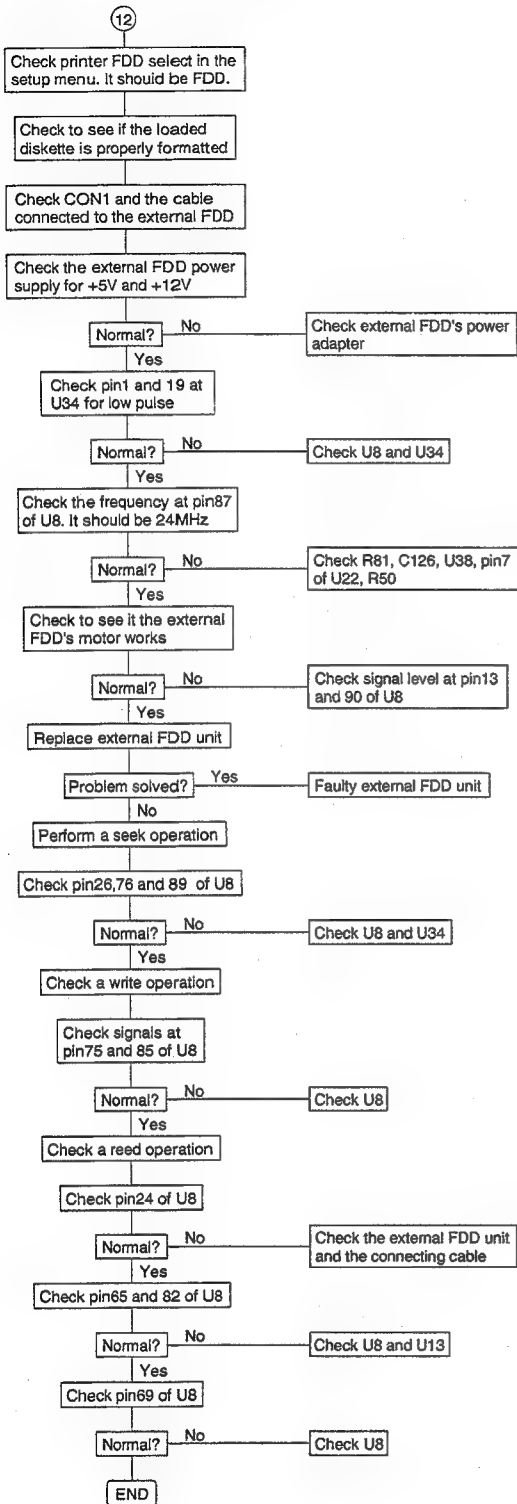 12
Check printer FDD select in the
setup menu. It should be FDD.
Check to see if the loaded
diskette is properly formatted
Check CON1 and the cable
connected to the external FDD
Check the external FDD power
supply for +5V and +12V
Normal?
No
Check external FDD's power
adapter
Yes
Check pin1 and 19 at
U34 for low pulse
Normal?
No
Check U8 and U34
Yes
Check the frequency at pin87
of U8. It should be 24MHz
Normal?
No
Check R81, C126, U38, pin7
of U22, R50
Yes
Check to see it the external
FDD's motor works
Normal?
No
Check signal level at pin13
and 90 of U8
Yes
Replace external FDD unit
Problem solved?
Yes
Faulty external FDD unit
No
Perform a seek operation
Check pin26,76 and 89 of U8
Normal?
No
Check U8 and U34
Yes
Check a write operation
Check signals at
pin75 and 85 of U8
Normal?
No
Check U8
Yes
Check a reed operation
Check pin24 of U8
Normal?
No
Check the external FDD unit
and the connecting cable
Yes
Check pin65 and 82 of U8
Normal?
No
Check U8 and U13
Yes
Check pin69 of U8
Normal?
No
Check U8
END